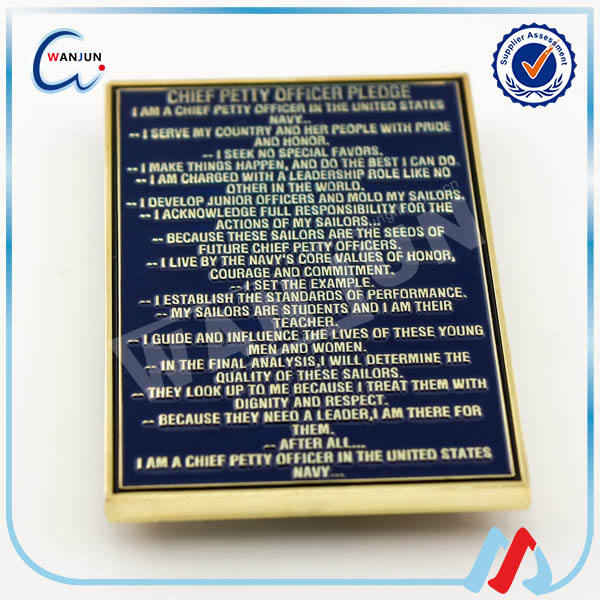 WANJUN
Supplier Assessment
CHIEF PETTY OFFICER PLEDGE
I AM A CHIEF PETTY OFFICER IN THE UNITED STATES
NAVY...
-- I SERVE MY COUNTRY AND HER PEOPLE WITH PRIDE
AND HONOR.
-- I SEEK NO SPECIAL FAVORS.
-- I MAKE THINGS HAPPEN, AND DO THE BEST I CAN DO.
-- I AM CHARGED WITH A LEADERSHIP ROLE LIKE NO
OTHER IN THE WORLD.
-- I DEVELOP JUNIOR OFFICERS AND MOLD MY SAILORS.
-- I ACKNOWLEDGE FULL RESPONSIBILITY FOR THE
ACTIONS OF MY SAILORS...
-- BECAUSE THESE SAILORS ARE THE SEEDS OF
FUTURE CHIEF PETTY OFFICERS.
-- I LIVE BY THE NAVY'S CORE VALUES OF HONOR,
COURAGE AND COMMITMENT.
-- I SET THE EXAMPLE.
-- I ESTABLISH THE STANDARDS OF PERFORMANCE.
-- MY SAILORS ARE STUDENTS AND I AM THEIR
TEACHER.
-- I GUIDE AND INFLUENCE THE LIVES OF THESE YOUNG
MEN AND WOMEN.
-- IN THE FINAL ANALYSIS,I WILL DETERMINE THE
QUALITY OF THESE SAILORS.
-- THEY LOOK UP TO ME BECAUSE I TREAT THEM WITH
DIGNITY AND RESPECT.
-- BECAUSE THEY NEED A LEADER,I AM THERE FOR
THEM.
-- AFTER ALL...
I AM A CHIEF PETTY OFFICER IN THE UNITED STATES
NAVY...
WANJUN